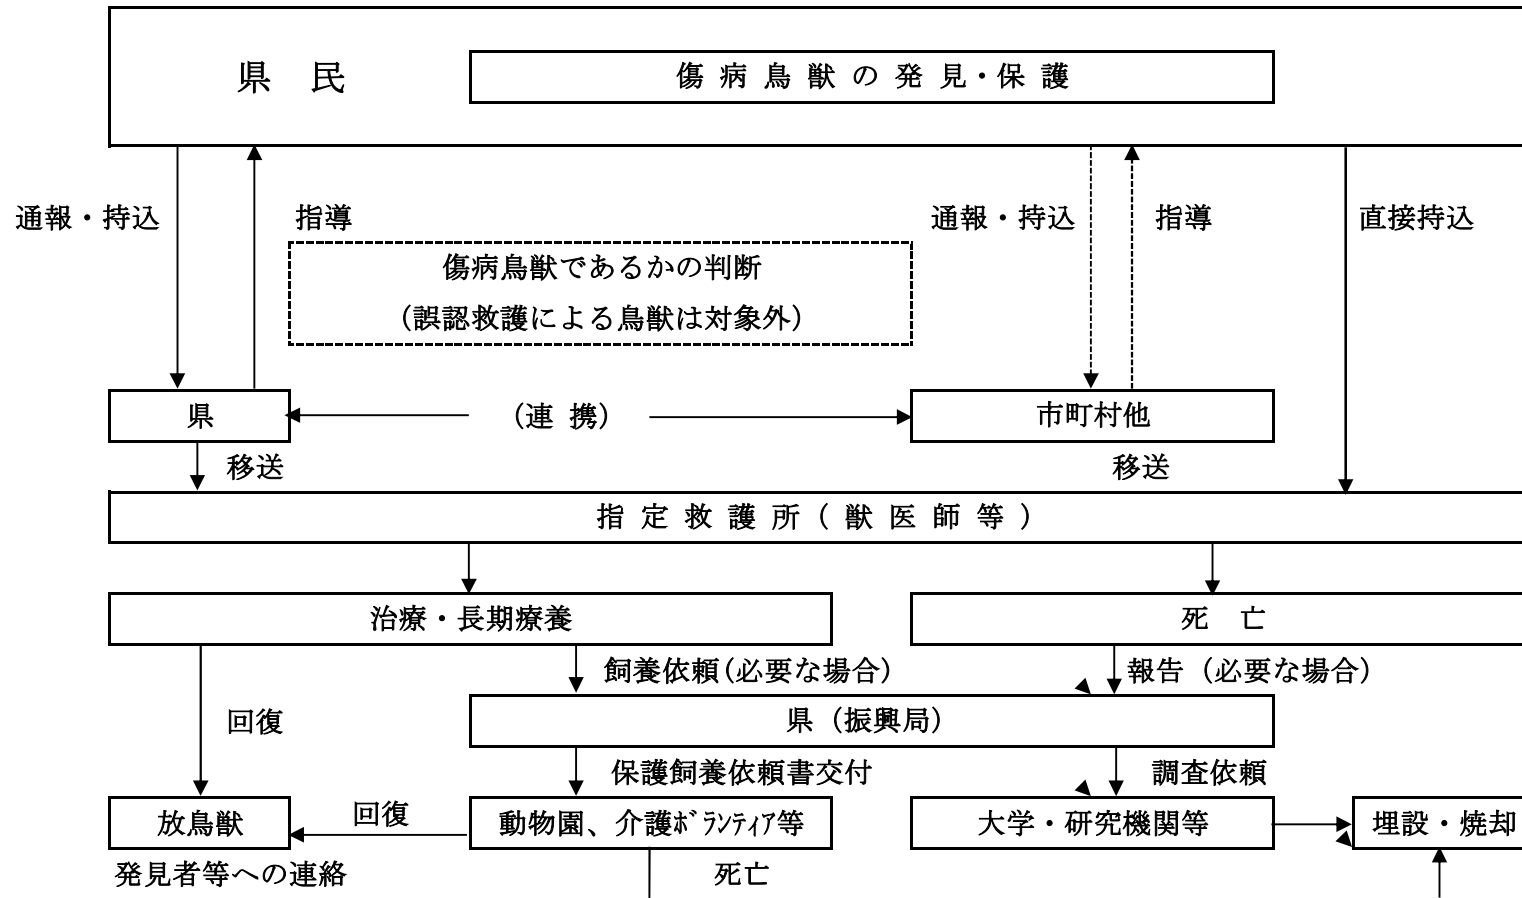 県　民
傷 病 鳥 獣 の 発 見・保 護
通報・持込
指導
通報・持込
指導
直接持込
傷病鳥獣であるかの判断
（誤認救護による鳥獣は対象外）
県
（連 携）
市町村他
移送
移送
指 定 救 護 所 （ 獣 医 師 等 ）
治療・長期療養
死　亡
飼養依頼（必要な場合）
報告（必要な場合）
県（振興局）
回復
保護飼養依頼書交付
調査依頼
放鳥獣
回復
動物園、介護ﾎﾞﾗﾝﾃｨｱ等
大学・研究機関等
埋設・焼却
発見者等への連絡
死亡